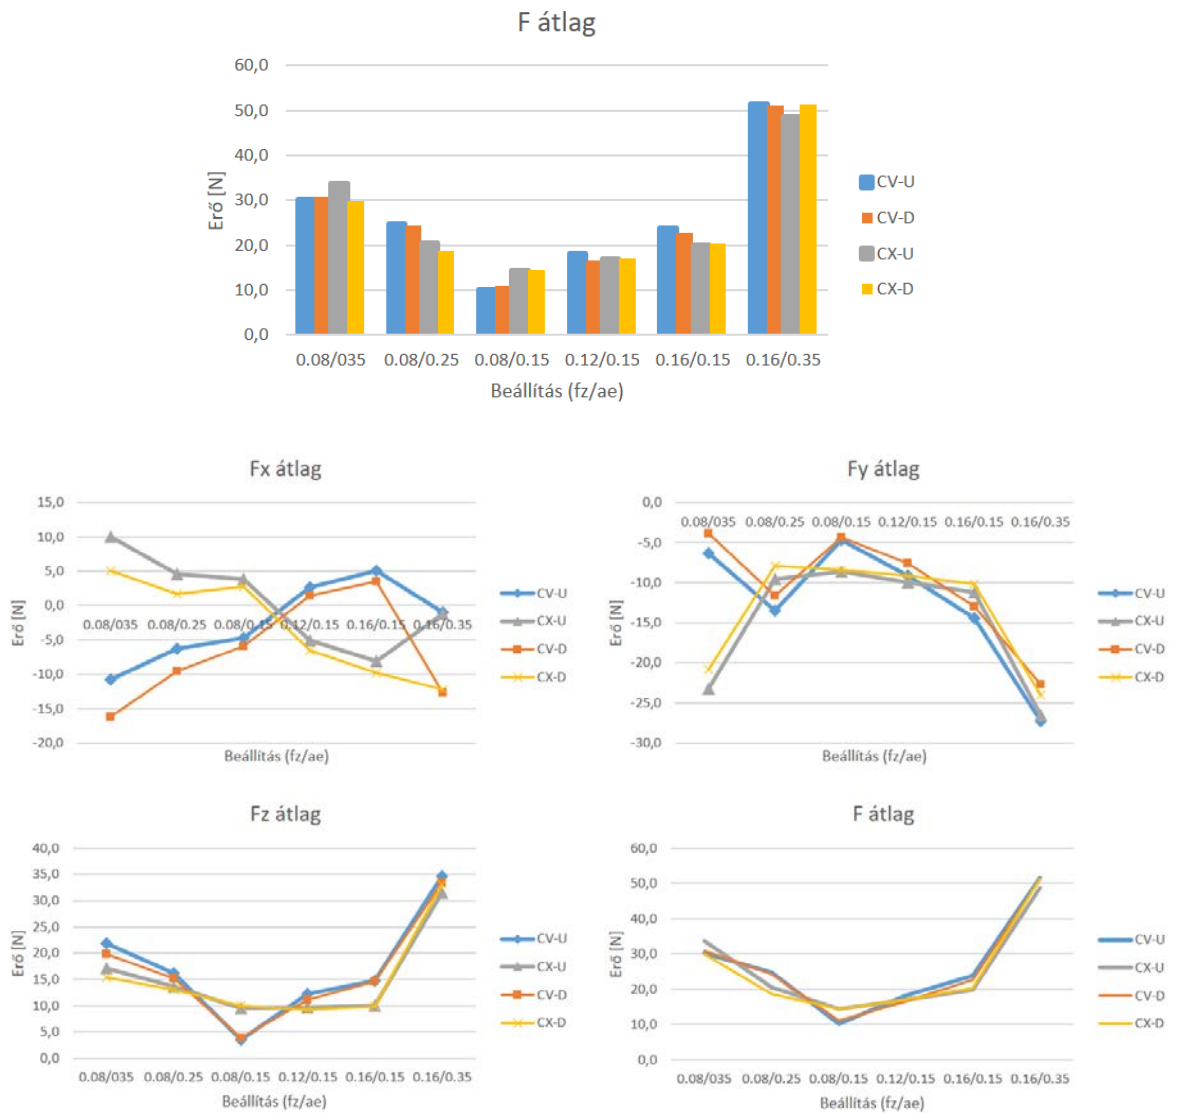 F átlag
60,0
50,0
40,0
30,0
20,0
10,0
0,0
Erő [N]
0.08/035 0.08/0.25 0.08/0.15 0.12/0.15 0.16/0.15 0.16/0.35
Beállítás (fz/ae)
CV-U
CV-D
CX-U
CX-D
Fx átlag
15,0
10,0
5,0
0,0
-5,0
-10,0
-15,0
-20,0
Erő [N]
0.08/035 0.08/0.25 0.08/0.15 0.12/0.15 0.16/0.15 0.16/0.35
Beállítás (fz/ae)
CV-U
CX-U
CV-D
CX-D
Fy átlag
0,0
-5,0
-10,0
-15,0
-20,0
-25,0
-30,0
Erő [N]
0.08/035 0.08/0.25 0.08/0.15 0.12/0.15 0.16/0.15 0.16/0.35
Beállítás (fz/ae)
CV-U
CX-U
CV-D
CX-D
Fz átlag
40,0
35,0
30,0
25,0
20,0
15,0
10,0
5,0
0,0
Erő [N]
0.08/035 0.08/0.25 0.08/0.15 0.12/0.15 0.16/0.15 0.16/0.35
Beállítás (fz/ae)
CV-U
CX-U
CV-D
CX-D
F átlag
60,0
50,0
40,0
30,0
20,0
10,0
0,0
Erő [N]
0.08/035 0.08/0.25 0.08/0.15 0.12/0.15 0.16/0.15 0.16/0.35
Beállítás (fz/ae)
CV-U
CX-U
CV-D
CX-D